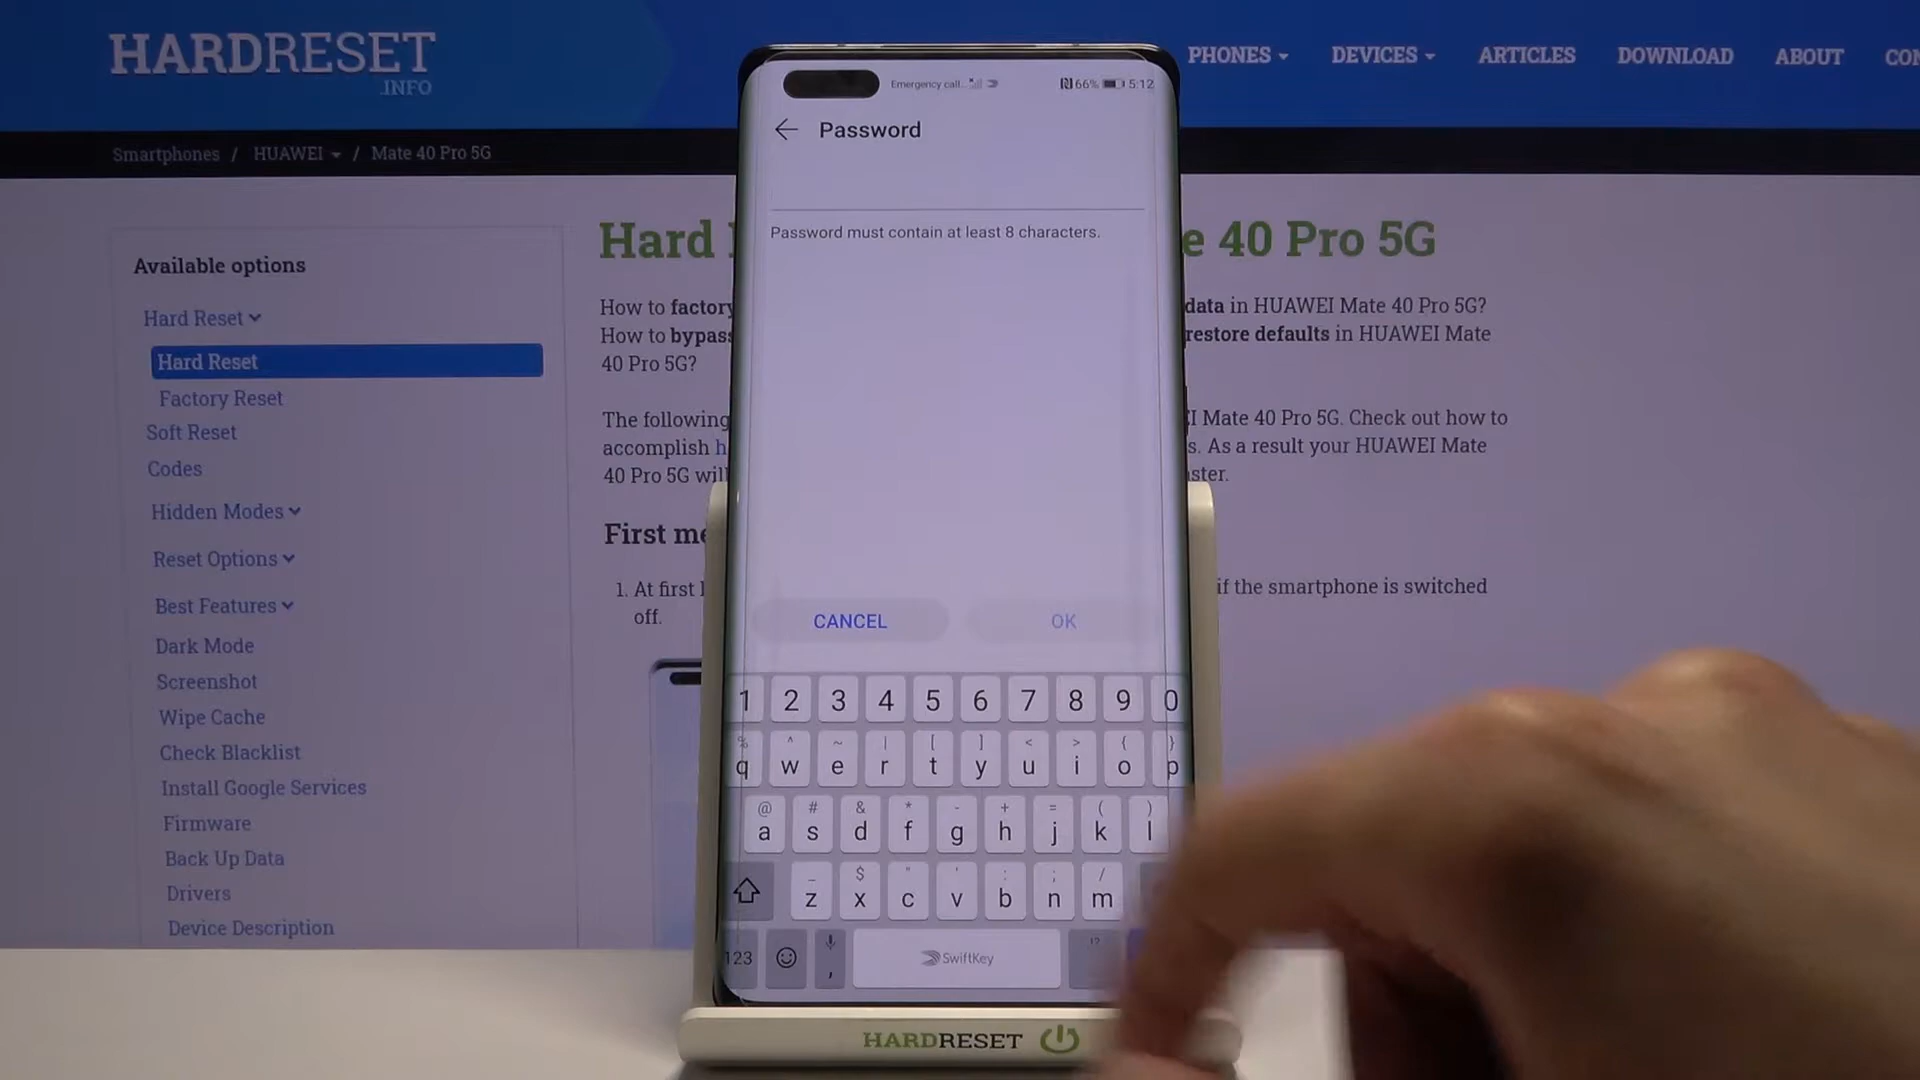 HARDRESET
.INFO
PHONES DEVICES ARTICLES DOWNLOAD ABOUT
Smartphones / HUAWEI / Mate 40 Pro 5G
Available options
Hard Reset
Hard Reset
Factory Reset
Soft Reset
Codes
Hidden Modes
Reset Options
Best Features
Dark Mode
Screenshot
Wipe Cache
Check Blacklist
Install Google Services
Firmware
Back Up Data
Drivers
Device Description
Hard e 40 Pro 5G
How to factory data in HUAWEI Mate 40 Pro 5G?
How to bypass restore defaults in HUAWEI Mate
40 Pro 5G?
The following I Mate 40 Pro 5G. Check out how to
accomplish h s. As a result your HUAWEI Mate
40 Pro 5G will ster.
First me
1. At first if the smartphone is switched
off.
Emergency call... 66% 5:12
← Password
Password must contain at least 8 characters.
CANCEL OK
1 2 3 4 5 6 7 8 9 0
% ^ ~ | [ ] < > { }
q w e r t y u i o p
@ # & * - + = ( )
a s d f g h j k l
_ $ " ' : ; /
z x c v b n m
123 , SwiftKey !?
HARDRESET